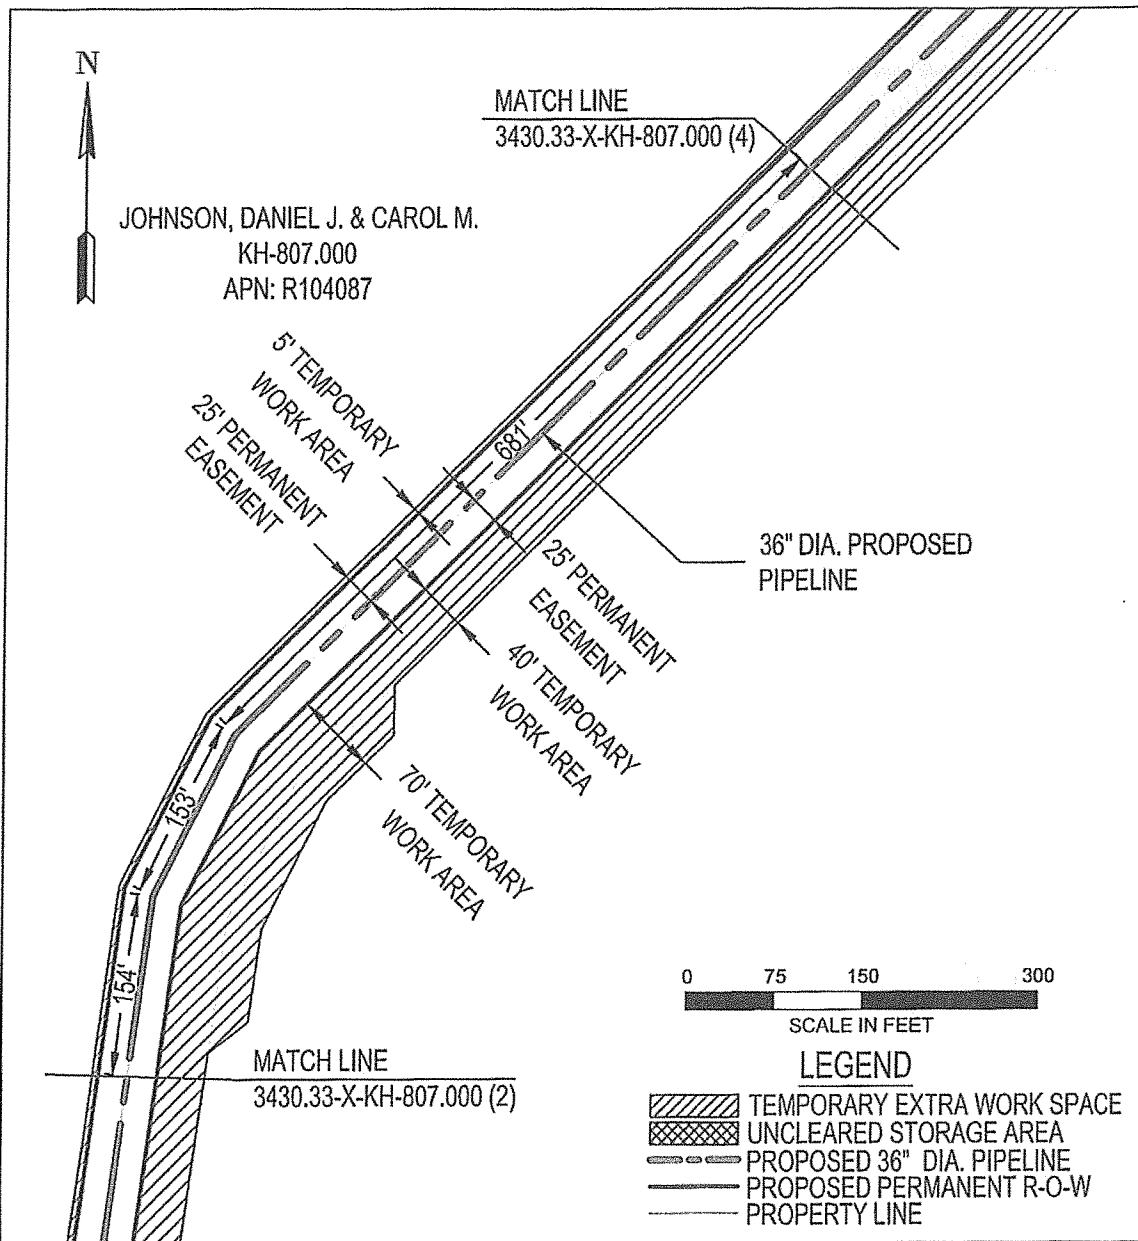 N
MATCH LINE
3430.33-X-KH-807.000 (4)
JOHNSON, DANIEL J. & CAROL M.
KH-807.000
APN: R104087
5' TEMPORARY
WORK AREA
25' PERMANENT
EASEMENT
681'
36" DIA. PROPOSED
PIPELINE
25' PERMANENT
EASEMENT
40' TEMPORARY
WORK AREA
70' TEMPORARY
WORK AREA
153'
154'
MATCH LINE
3430.33-X-KH-807.000 (2)
0 75 150 300
SCALE IN FEET
LEGEND
TEMPORARY EXTRA WORK SPACE
UNCLEARED STORAGE AREA
PROPOSED 36" DIA. PIPELINE
PROPOSED PERMANENT R-O-W
PROPERTY LINE